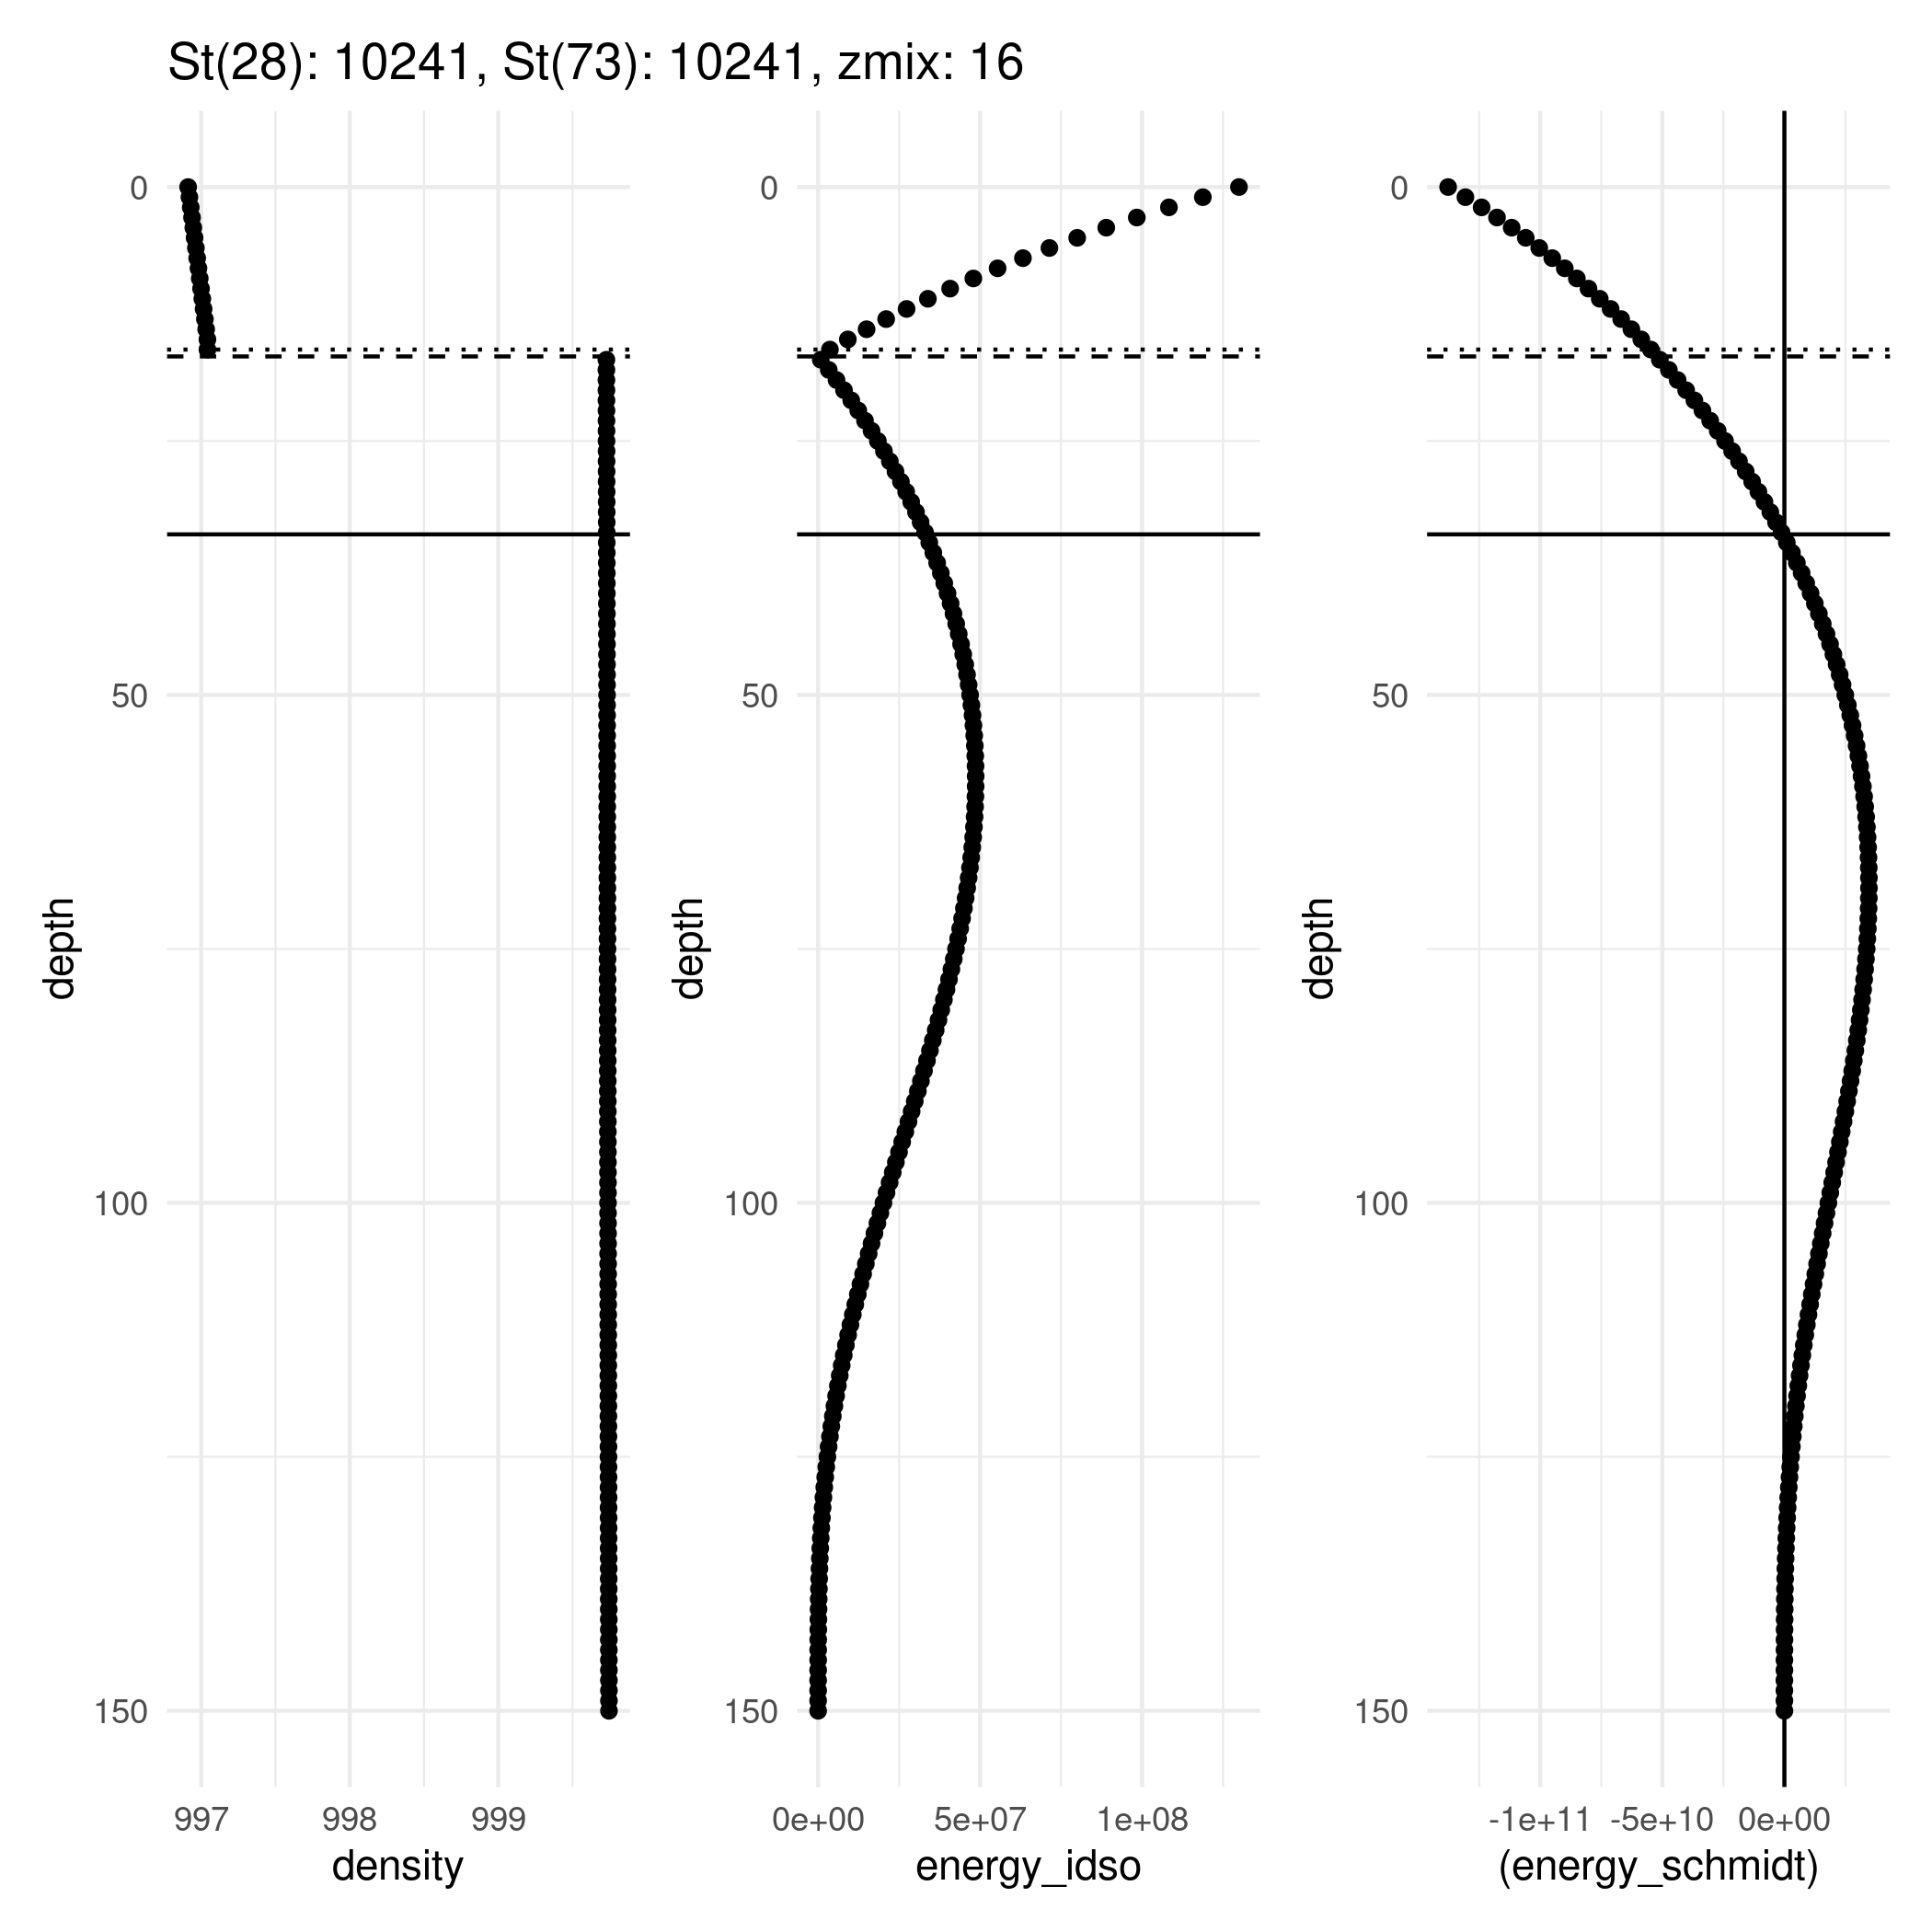 St(28): 10241, St(73): 10241, zmix: 16
0
50
100
150
depth
997 998 999
density
0
50
100
150
depth
0e+00 5e+07 1e+08
energy_idso
0
50
100
150
depth
-1e+11 -5e+10 0e+00
(energy_schmidt)